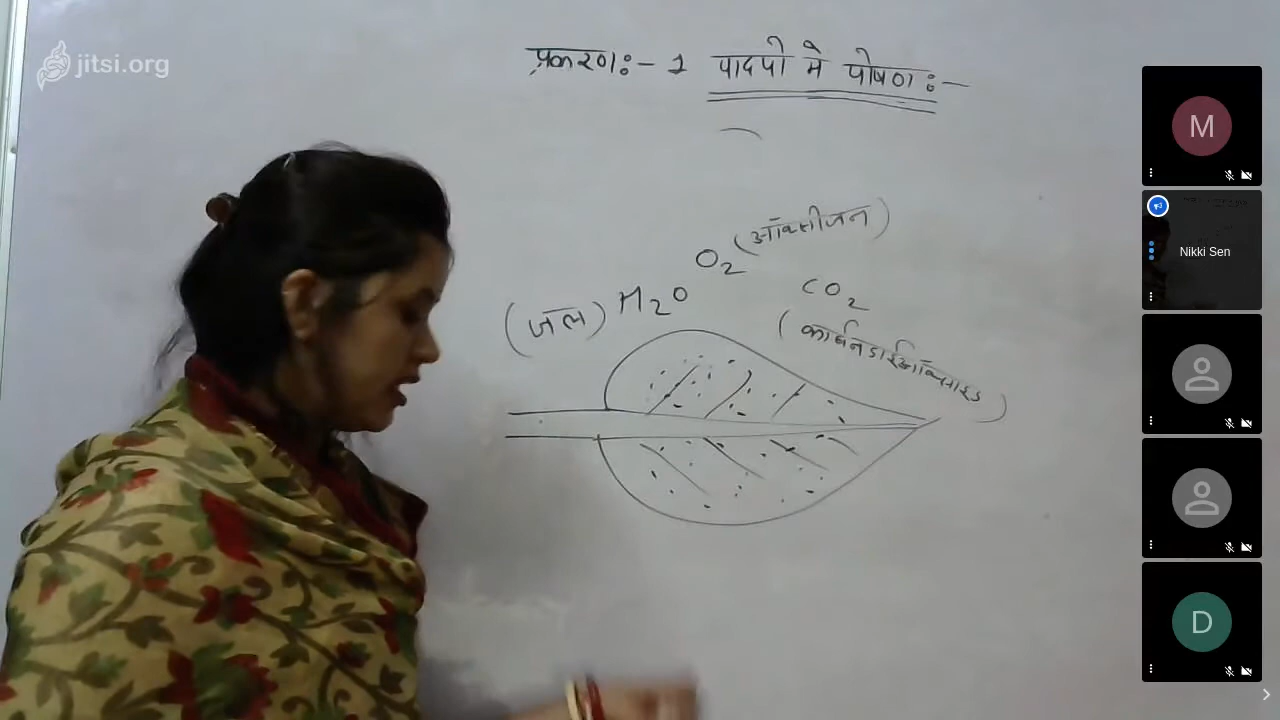 jitsi.org
प्रकरण:- 1 पादपो मे पोषण :-
O2 (ऑक्सीजन)
(जल) H2O
CO2
(कार्बनडाईऑक्साइड)
M
Nikki Sen
D